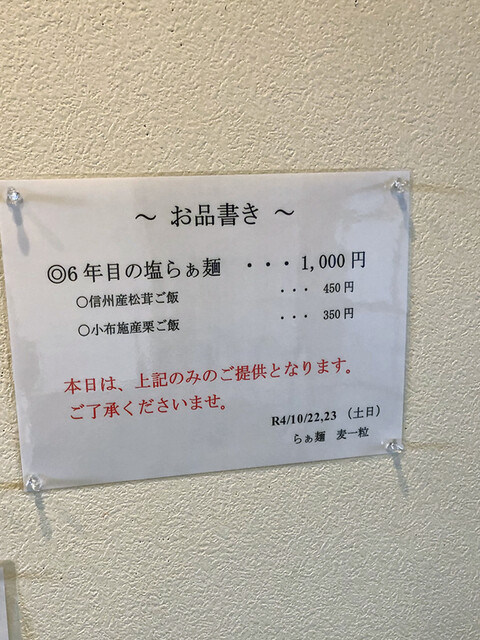 ～ お品書き ～
◎6年目の塩らぁ麺 ・・・1,000円
○信州産松茸ご飯 ・・・ 450円
○小布施産栗ご飯 ・・・ 350円
本日は、上記のみのご提供となります。
ご了承くださいませ。
R4/10/22,23 （土日）
らぁ麺 麦一粒